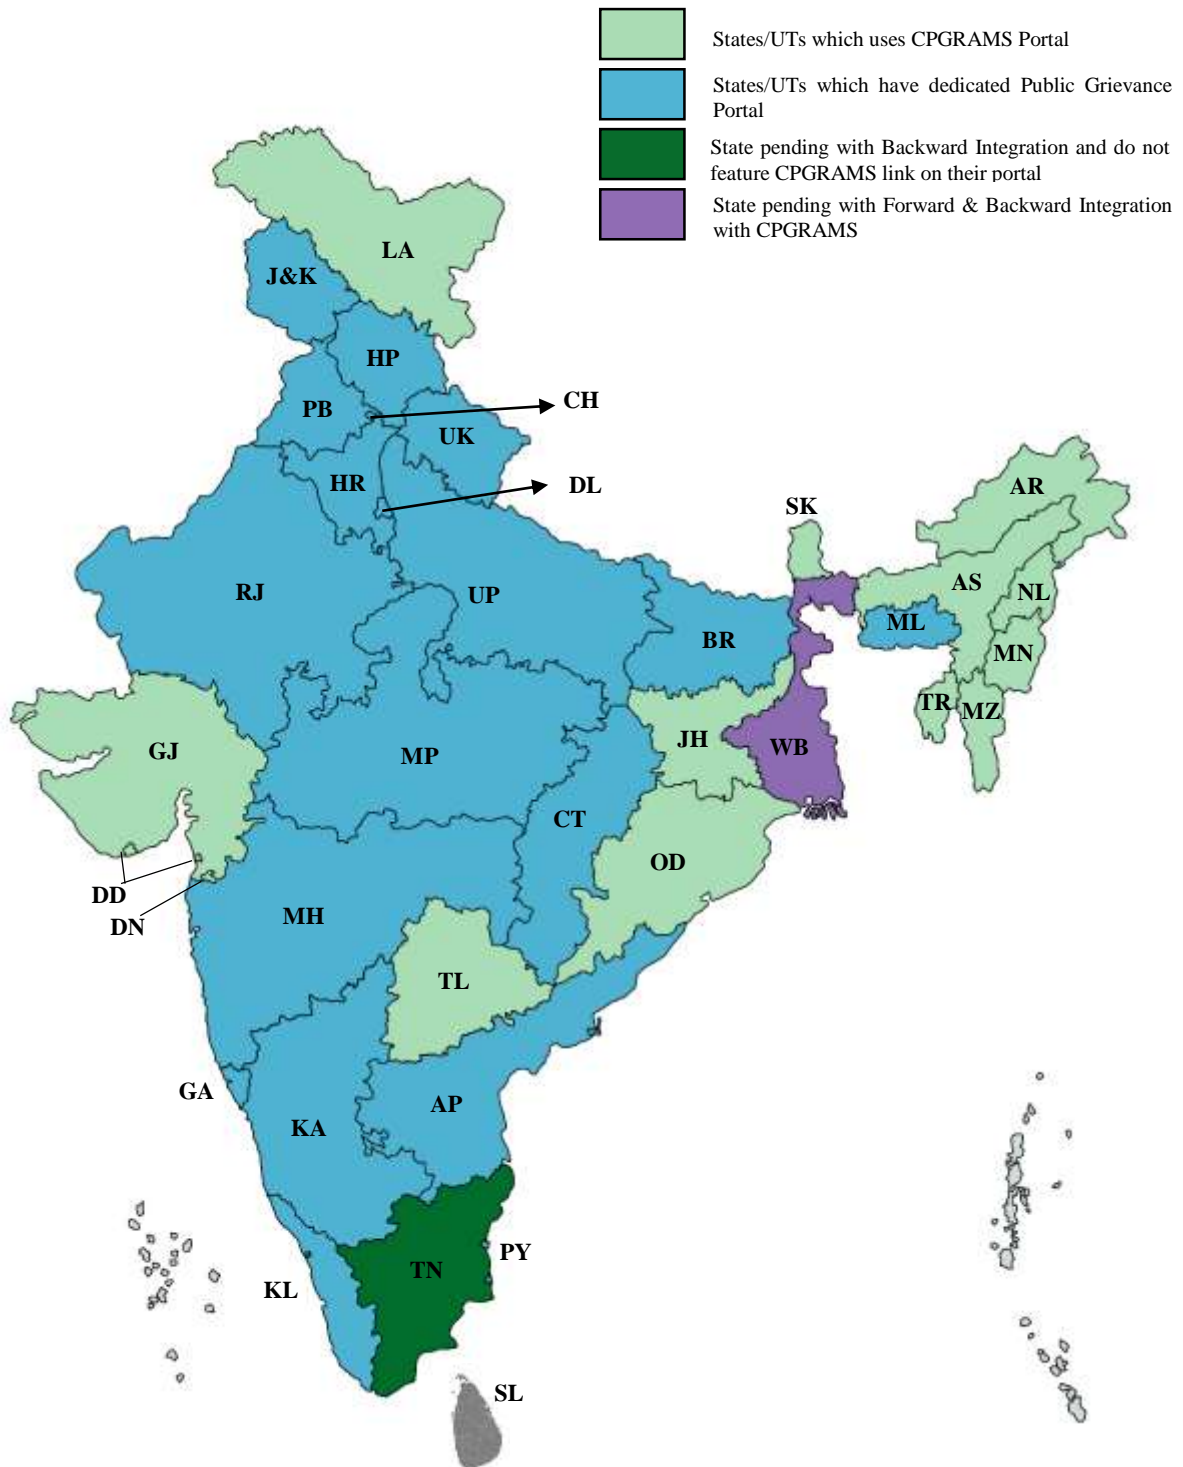 States/UTs which uses CPGRAMS Portal
States/UTs which have dedicated Public Grievance
Portal
State pending with Backward Integration and do not
feature CPGRAMS link on their portal
State pending with Forward & Backward Integration
with CPGRAMS
LA
J&K
HP
CH
PB
UK
HR
DL
AR
SK
AS
NL
RJ
UP
ML
BR
MN
TR
MZ
JH
WB
GJ
MP
CT
OD
DD
DN
MH
TL
GA
AP
KA
PY
TN
KL
SL